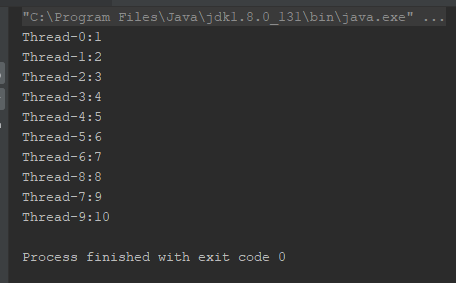 "C:\Program Files\Java\jdk1.8.0_131\bin\java.exe" ...
Thread-0:1
Thread-1:2
Thread-2:3
Thread-3:4
Thread-4:5
Thread-5:6
Thread-6:7
Thread-8:8
Thread-7:9
Thread-9:10
Process finished with exit code 0